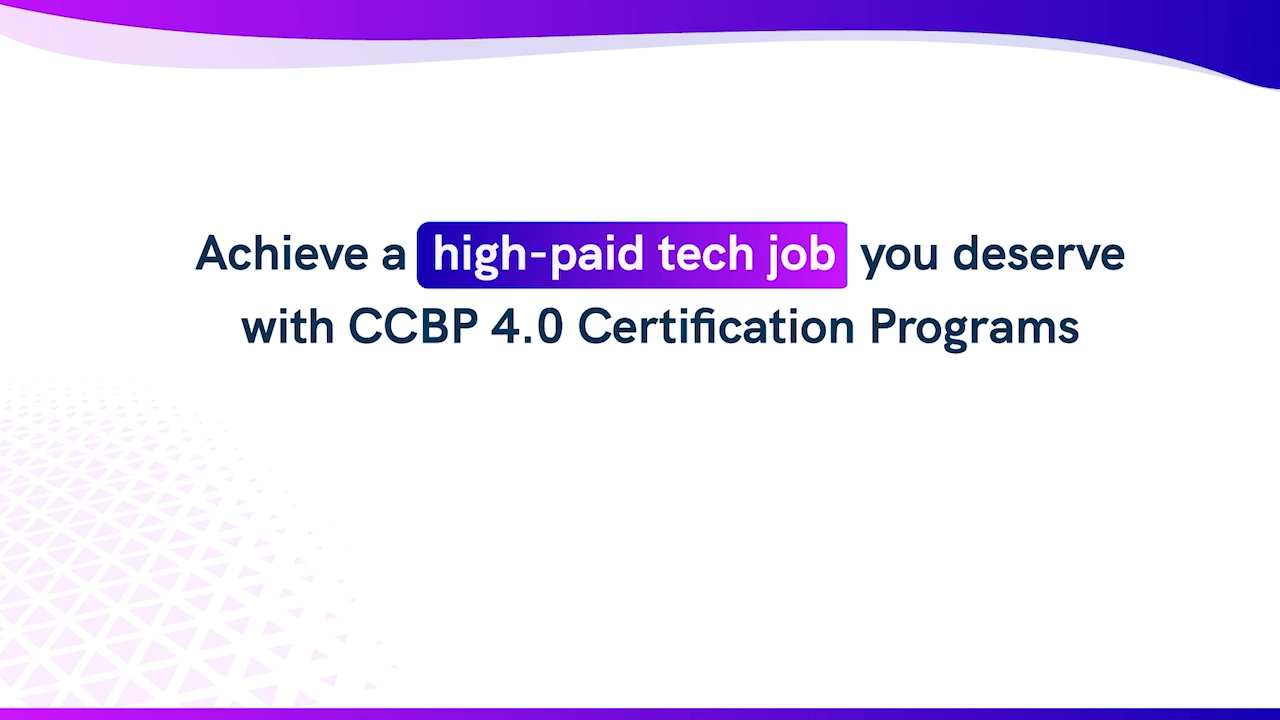 Achieve a high-paid tech job you deserve
with CCBP 4.0 Certification Programs